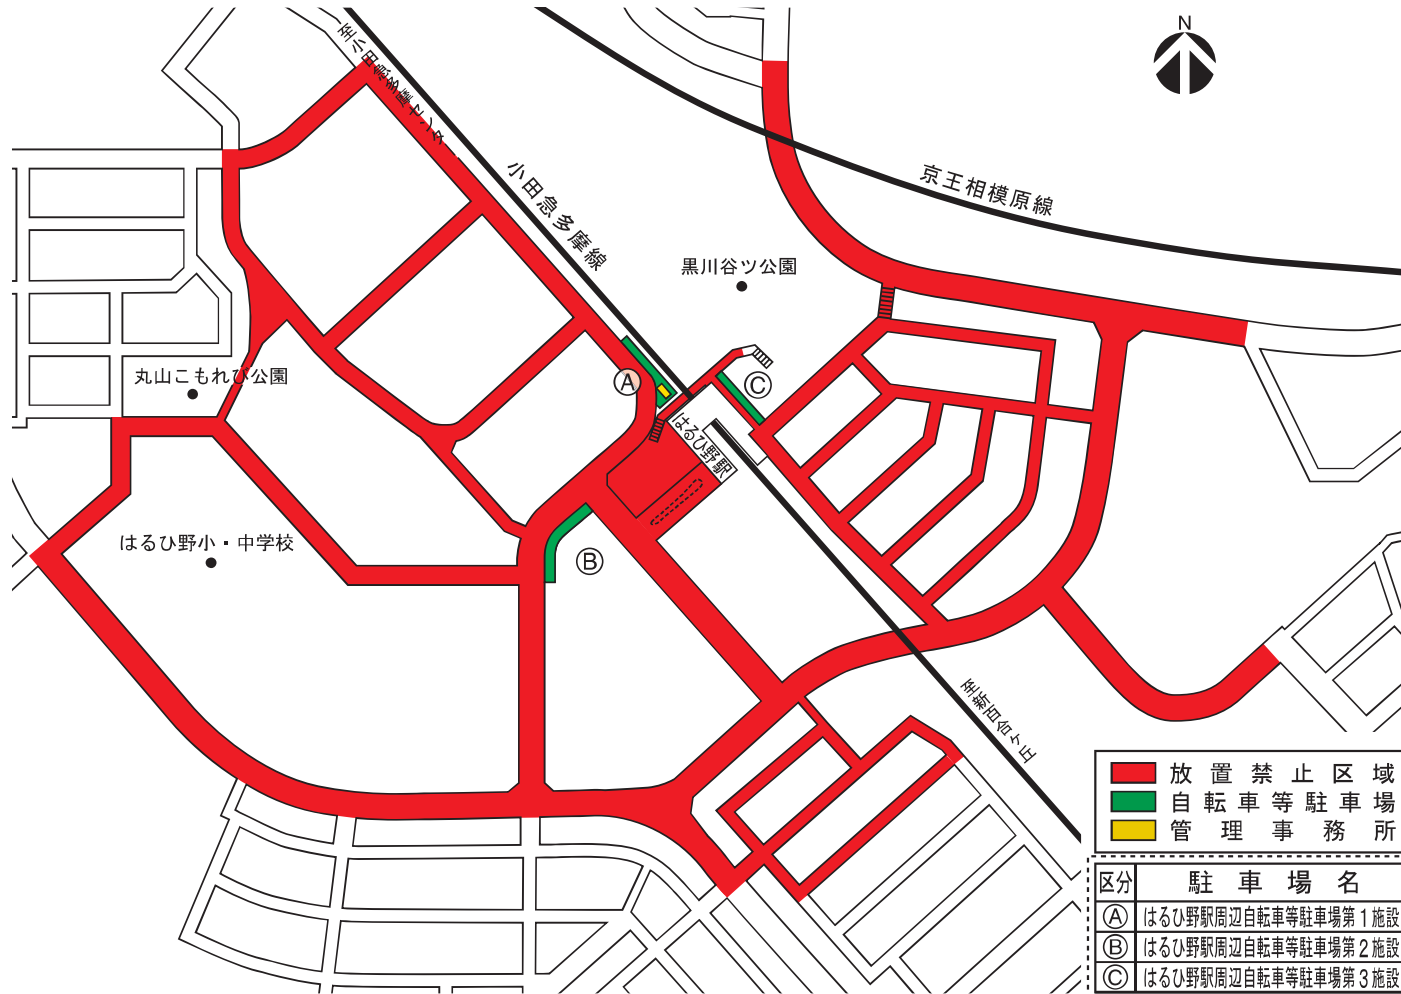 N
至小田急多摩センター
小田急多摩線
京王相模原線
黒川谷ツ公園
丸山こもれび公園
A
C
はるひ野駅
はるひ野小・中学校
B
至新百合ヶ丘
放置禁止区域
自転車等駐車場
管理事務所
区分 駐車場名
A はるひ野駅周辺自転車等駐車場第1施設
B はるひ野駅周辺自転車等駐車場第2施設
C はるひ野駅周辺自転車等駐車場第3施設